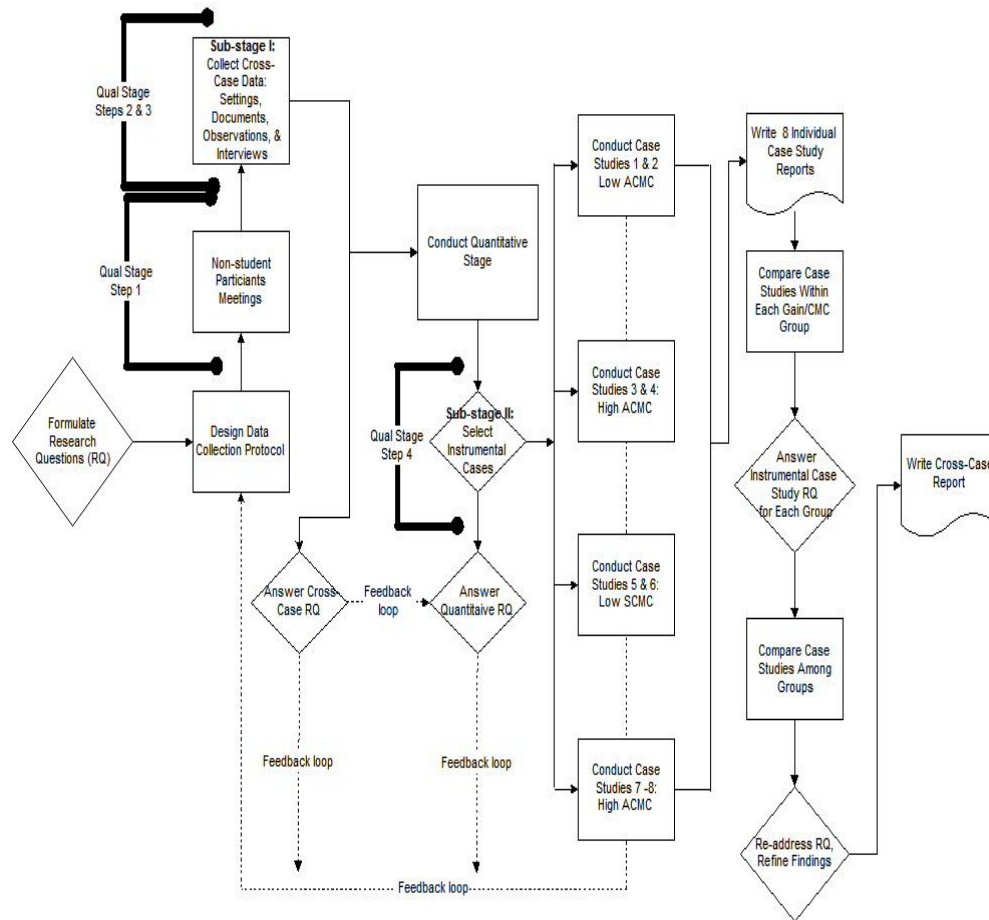 Qual Stage
Steps 2 & 3
Sub-stage I:
Collect Cross-
Case Data:
Settings,
Documents,
Observations, &
Interviews
Qual Stage
Step 1
Non-student
Particiants
Meetings
Formulate
Research
Questions (RQ)
Design Data
Collection Protocol
Conduct Quantitative
Stage
Qual Stage
Step 4
Sub-stage II:
Select
Instrumental
Cases
Answer Cross-
Case RQ
Feedback
loop
Answer
Quantitaive RQ
Feedback loop
Feedback loop
Feedback loop
Conduct Case
Studies 1 & 2
Low ACMC
Conduct Case
Studies 3 & 4:
High ACMC
Conduct Case
Studies 5 & 6:
Low SCMC
Conduct Case
Studies 7 -8:
High ACMC
Write 8 Individual
Case Study
Reports
Compare Case
Studies Within
Each Gain/CMC
Group
Answer
Instrumental Case
Study RQ
for Each Group
Compare Case
Studies Among
Groups
Re-address RQ,
Refine Findings
Write Cross-Case
Report